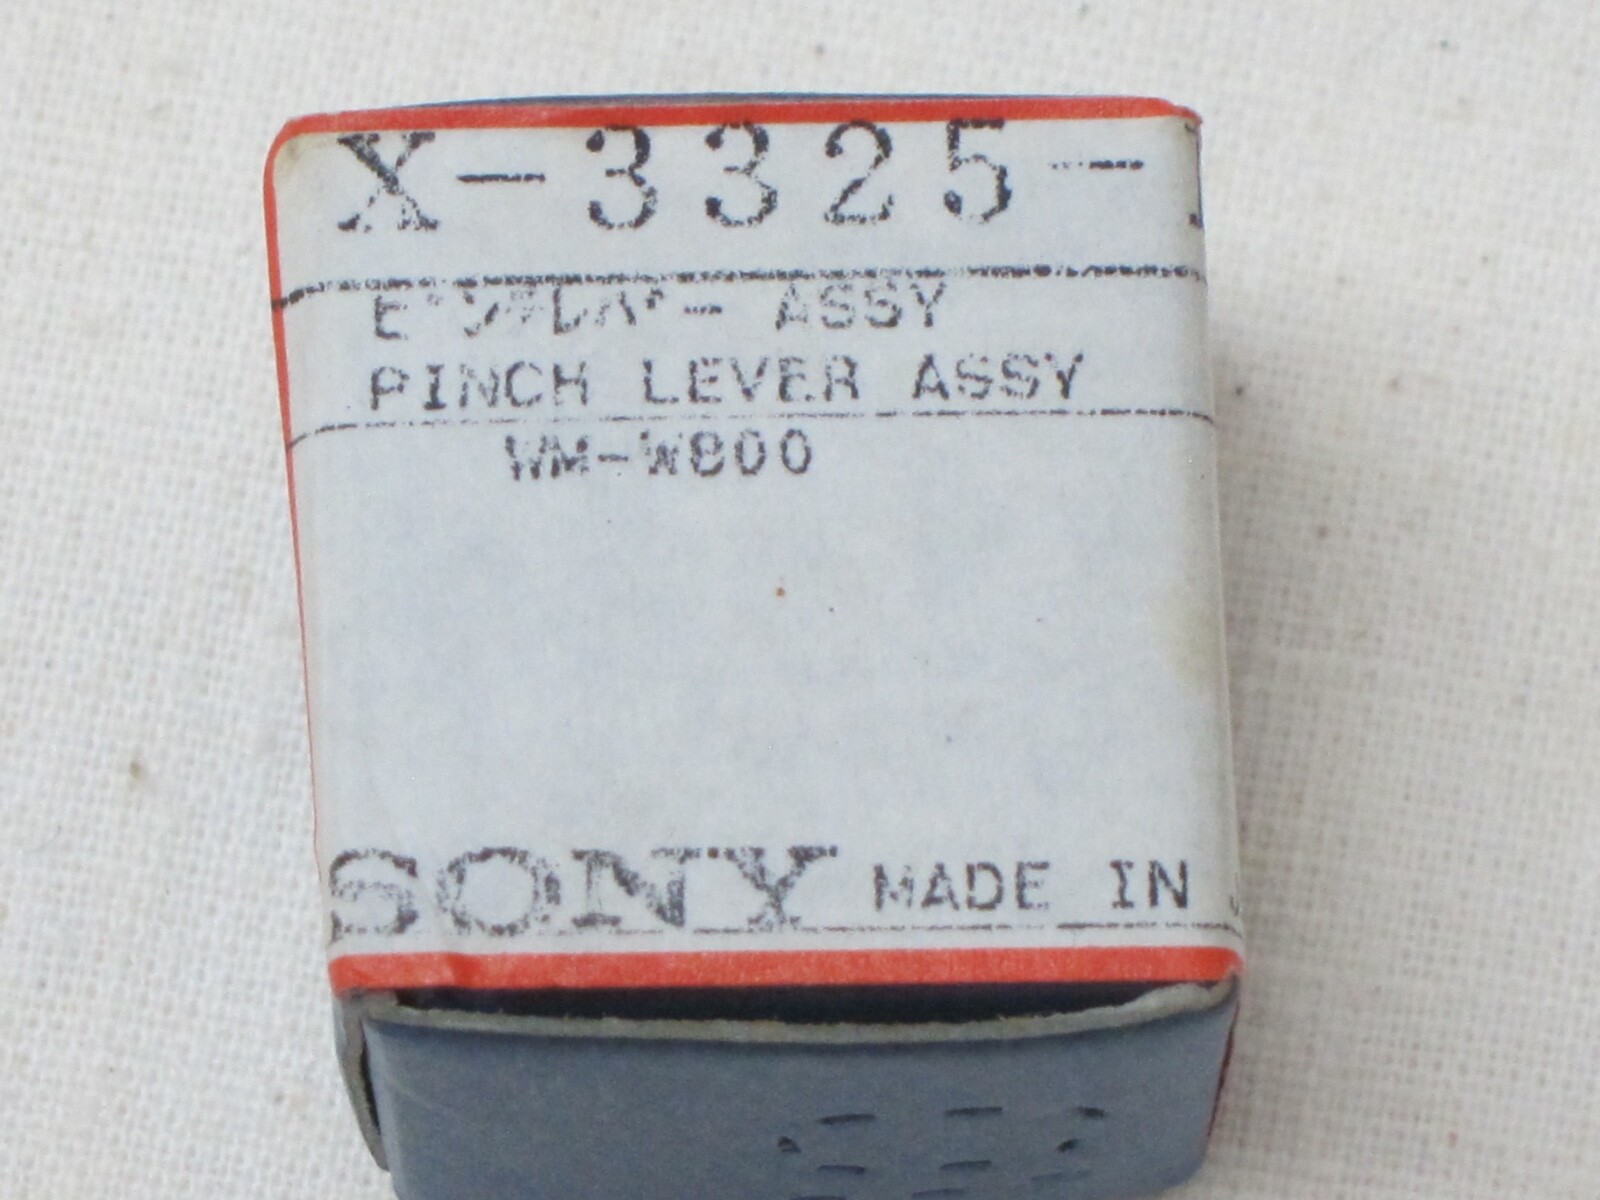 X-3325-
ピンチレバー ASSY
PINCH LEVER ASSY
WM-W800
SONY MADE IN